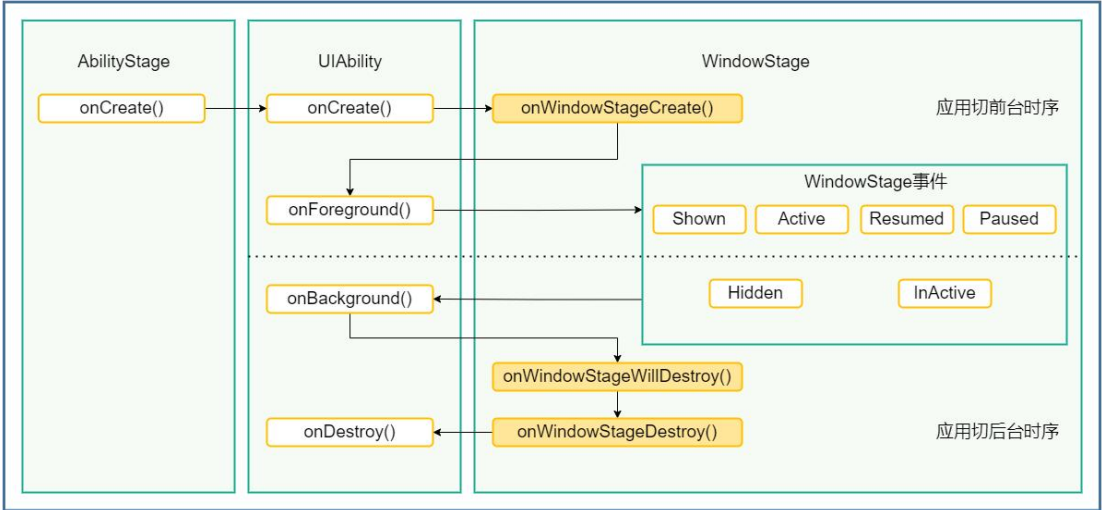 AbilityStage
UIAbility
WindowStage
onCreate()
onCreate()
onWindowStageCreate()
应用切前台时序
WindowStage事件
onForeground()
Shown
Active
Resumed
Paused
onBackground()
Hidden
InActive
onWindowStageWillDestroy()
onDestroy()
onWindowStageDestroy()
应用切后台时序